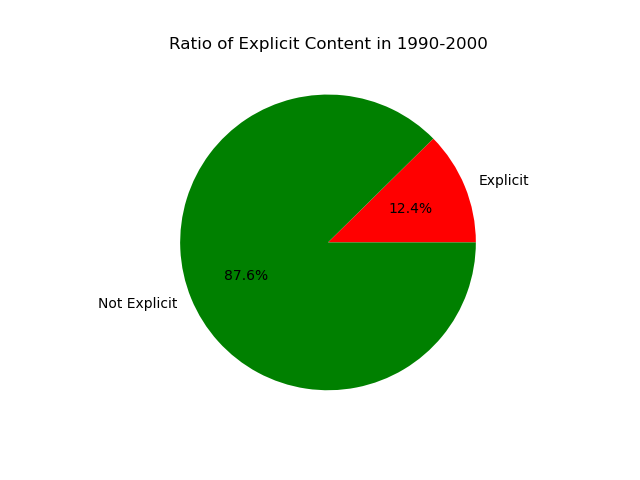 Ratio of Explicit Content in 1990-2000
Explicit
12.4%
87.6%
Not Explicit